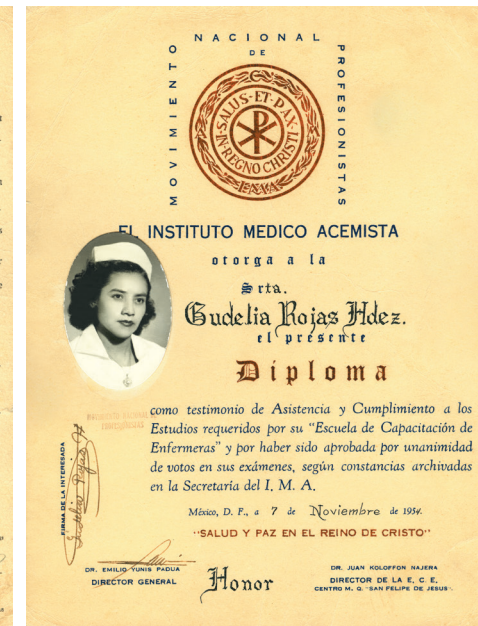 MOVIMIENTO NACIONAL DE PROFESIONISTAS
SALUS·ET·PAX·IN·REGNO CHRISTI
EL INSTITUTO MEDICO ACEMISTA
otorga a la
Srta.
Gudelia Rojas Hdez.
el presente
Diploma
como testimonio de Asistencia y Cumplimiento a los
Estudios requeridos por su "Escuela de Capacitación de
Enfermeras" y por haber sido aprobada por unanimidad
de votos en sus exámenes, según constancias archivadas
en la Secretaría del I. M. A.
México, D. F., a 7 de Noviembre de 1954.
"SALUD Y PAZ EN EL REINO DE CRISTO"
FIRMA DE LA INTERESADA
Gudelia Rojas H
DR. EMILIO YUNIS PADUA
DIRECTOR GENERAL
Honor
DR. JUAN KOLOFFON NAJERA
DIRECTOR DE LA E. C. E.
CENTRO M. Q. "SAN FELIPE DE JESUS".